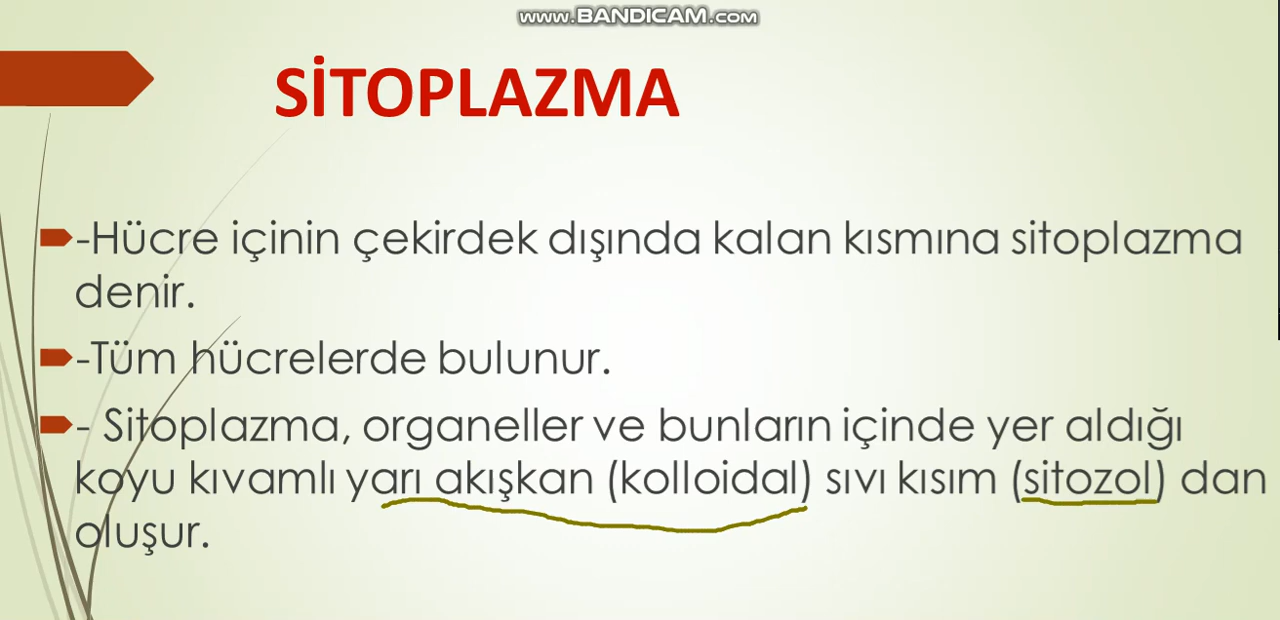 www.BANDICAM.com
SİTOPLAZMA
-Hücre içinin çekirdek dışında kalan kısmına sitoplazma
denir.
-Tüm hücrelerde bulunur.
- Sitoplazma, organeller ve bunların içinde yer aldığı
koyu kıvamlı yarı akışkan (kolloidal) sıvı kısım (sitozol) dan
oluşur.